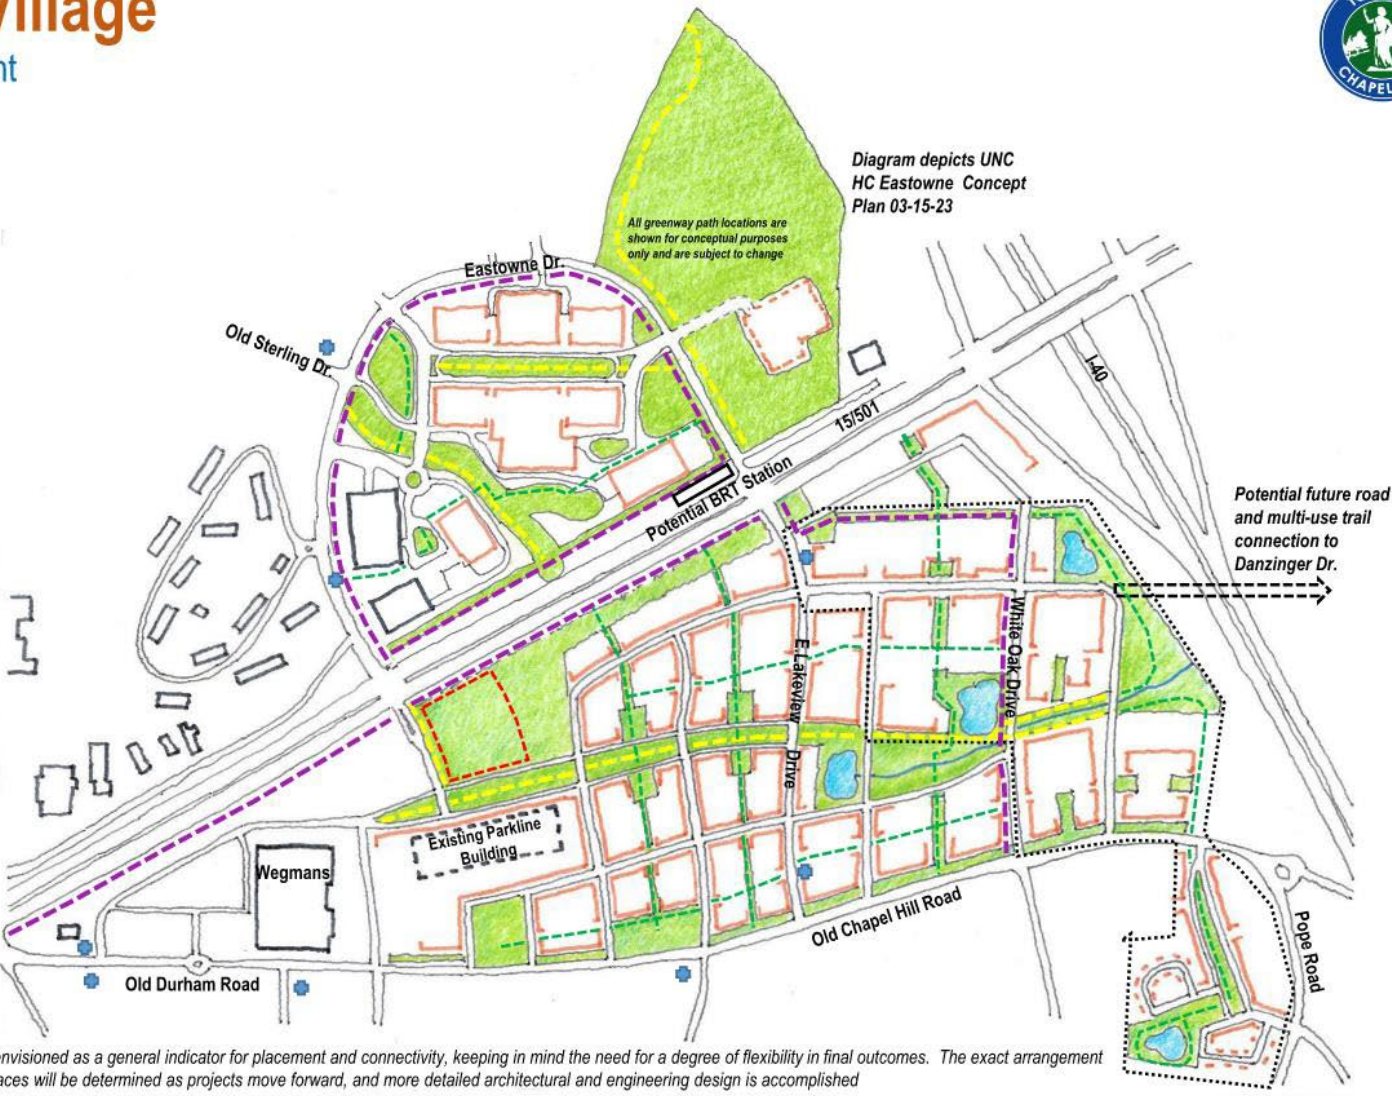 Village
CHAPEL
Diagram depicts UNC
HC Eastowne Concept
Plan 03-15-23
All greenway path locations are
shown for conceptual purposes
only and are subject to change
Eastowne Dr.
Old Sterling Dr.
I-40
15/501
Potential BRT Station
Potential future road
and multi-use trail
connection to
Danzinger Dr.
White Oak Drive
E.Lakeview Drive
Existing Parkline
Building
Wegmans
Old Chapel Hill Road
Pope Road
Old Durham Road
envisioned as a general indicator for placement and connectivity, keeping in mind the need for a degree of flexibility in final outcomes. The exact arrangement
aces will be determined as projects move forward, and more detailed architectural and engineering design is accomplished